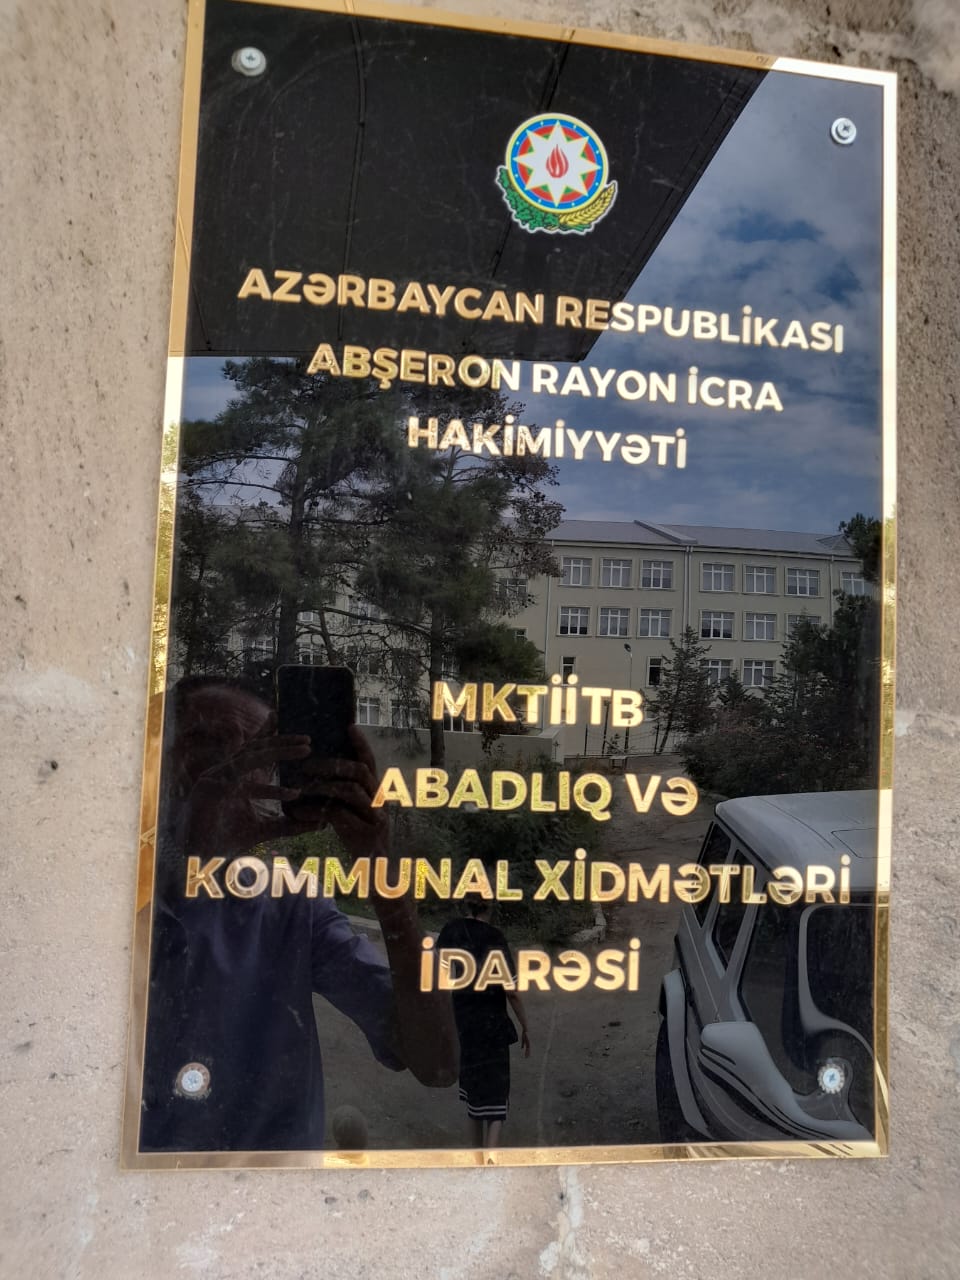 AZƏRBAYCAN RESPUBLİKASI
ABŞERON RAYON İCRA
HAKİMİYYƏTİ
MKTİİTB
ABADLIQ VƏ
KOMMUNAL XİDMƏTLƏRİ
İDARƏSİ